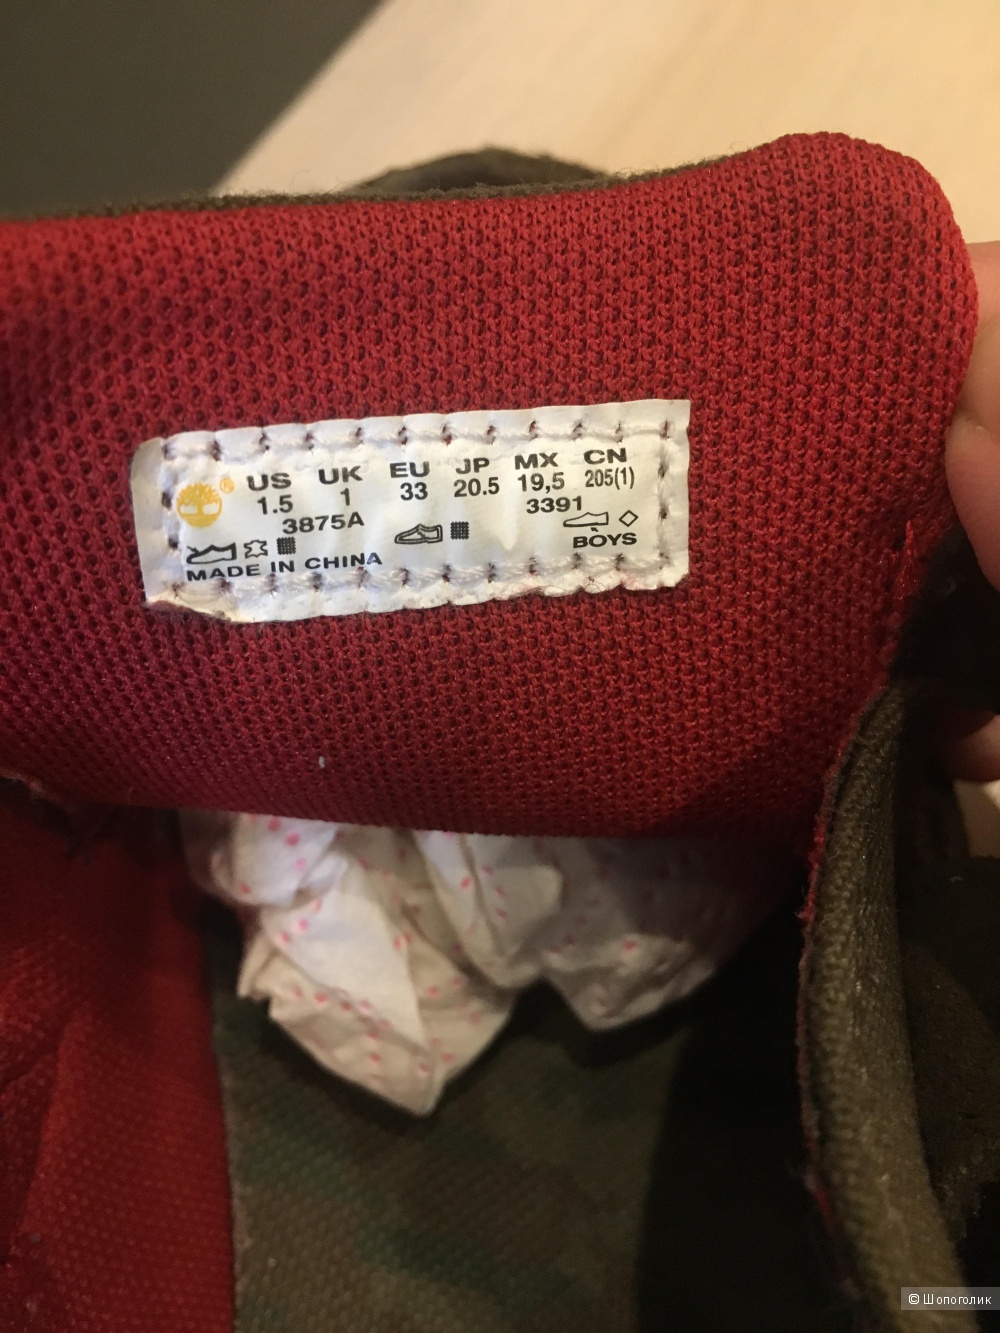 ® US UK EU JP MX CN
1.5 1 33 20.5 19,5 205(1)
3875A 3391
BOYS
MADE IN CHINA
© Шопоголик